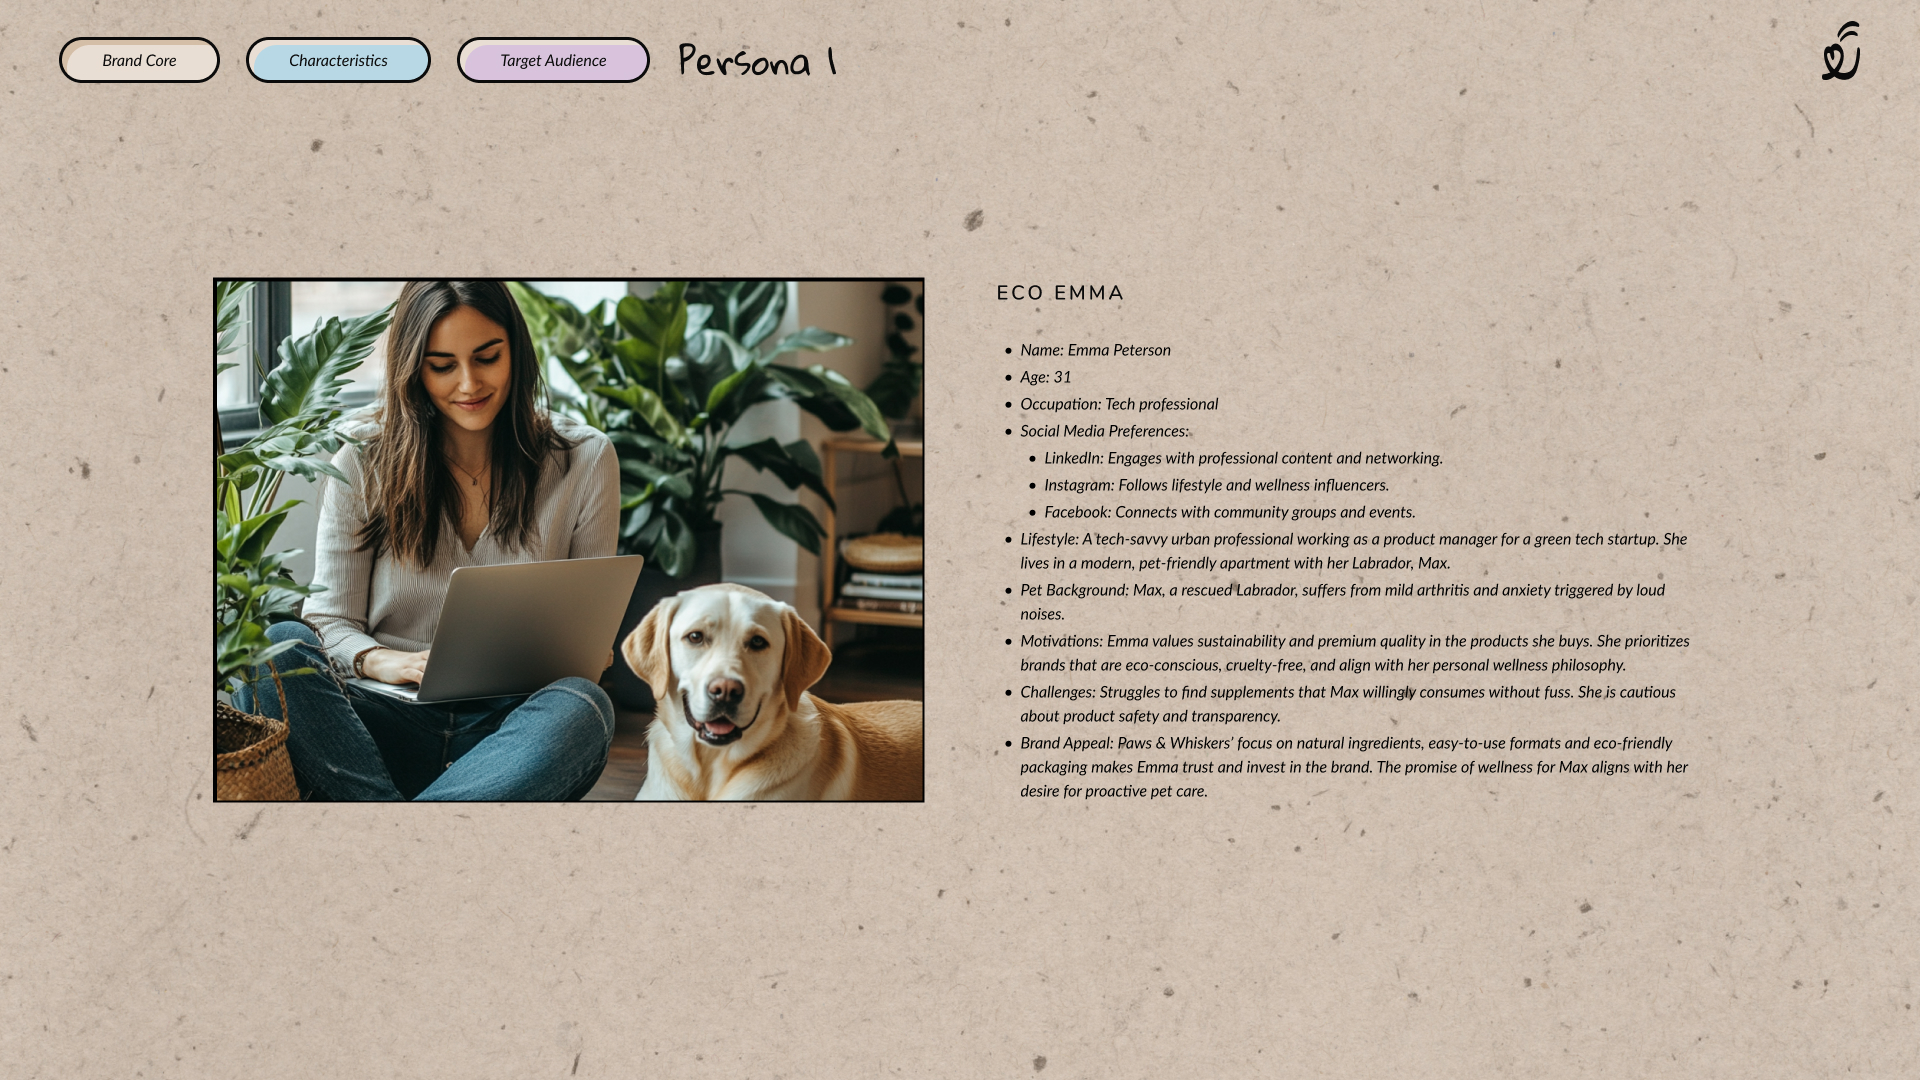 Brand Core
Characteristics
Target Audience
Persona 1
ECO EMMA
• Name: Emma Peterson
• Age: 31
• Occupation: Tech professional
• Social Media Preferences:
• LinkedIn: Engages with professional content and networking.
• Instagram: Follows lifestyle and wellness influencers.
• Facebook: Connects with community groups and events.
• Lifestyle: A tech-savvy urban professional working as a product manager for a green tech startup. She
lives in a modern, pet-friendly apartment with her Labrador, Max.
• Pet Background: Max, a rescued Labrador, suffers from mild arthritis and anxiety triggered by loud
noises.
• Motivations: Emma values sustainability and premium quality in the products she buys. She prioritizes
brands that are eco-conscious, cruelty-free, and align with her personal wellness philosophy.
• Challenges: Struggles to find supplements that Max willingly consumes without fuss. She is cautious
about product safety and transparency.
• Brand Appeal: Paws & Whiskers’ focus on natural ingredients, easy-to-use formats and eco-friendly
packaging makes Emma trust and invest in the brand. The promise of wellness for Max aligns with her
desire for proactive pet care.